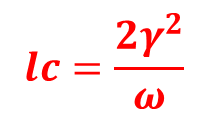 lc = 2γ² / ω